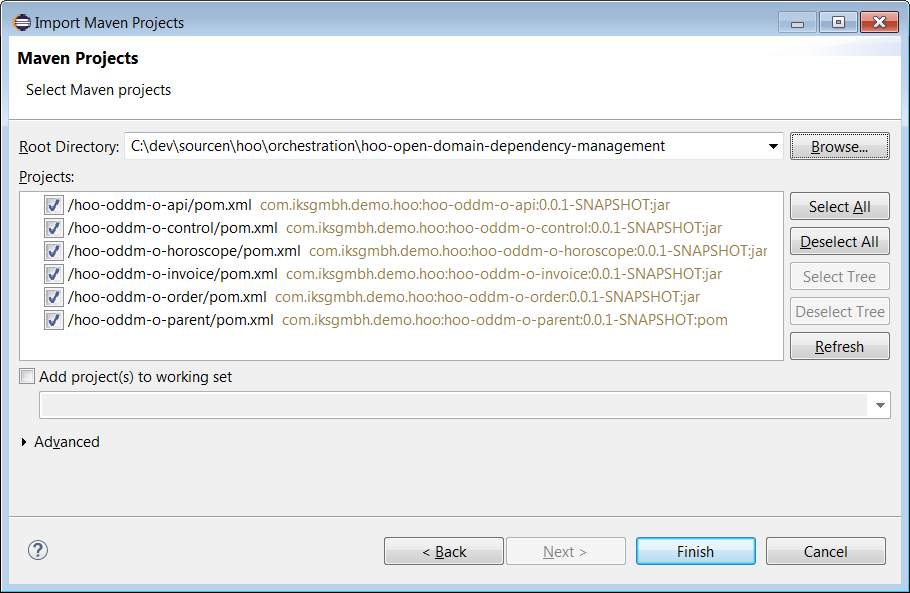 Import Maven Projects
Maven Projects
Select Maven projects
Root Directory: C:\dev\sourcen\hoo\orchestration\hoo-open-domain-dependency-management Browse...
Projects:
/hoo-oddm-o-api/pom.xml com.iksgmbh.demo.hoo:hoo-oddm-o-api:0.0.1-SNAPSHOT:jar
/hoo-oddm-o-control/pom.xml com.iksgmbh.demo.hoo:hoo-oddm-o-control:0.0.1-SNAPSHOT:jar
/hoo-oddm-o-horoscope/pom.xml com.iksgmbh.demo.hoo:hoo-oddm-o-horoscope:0.0.1-SNAPSHOT:jar
/hoo-oddm-o-invoice/pom.xml com.iksgmbh.demo.hoo:hoo-oddm-o-invoice:0.0.1-SNAPSHOT:jar
/hoo-oddm-o-order/pom.xml com.iksgmbh.demo.hoo:hoo-oddm-o-order:0.0.1-SNAPSHOT:jar
/hoo-oddm-o-parent/pom.xml com.iksgmbh.demo.hoo:hoo-oddm-o-parent:0.0.1-SNAPSHOT:pom
Select All
Deselect All
Select Tree
Deselect Tree
Refresh
Add project(s) to working set
Advanced
? < Back Next > Finish Cancel